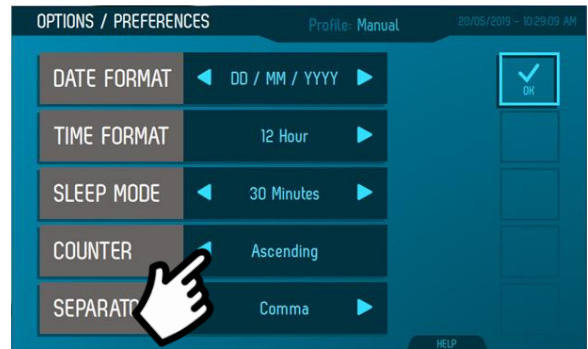 OPTIONS / PREFERENCES Profile: Manual 20/05/2019 - 10:29:09 AM
DATE FORMAT DD / MM / YYYY OK
TIME FORMAT 12 Hour
SLEEP MODE 30 Minutes
COUNTER Ascending
Comma
HELP